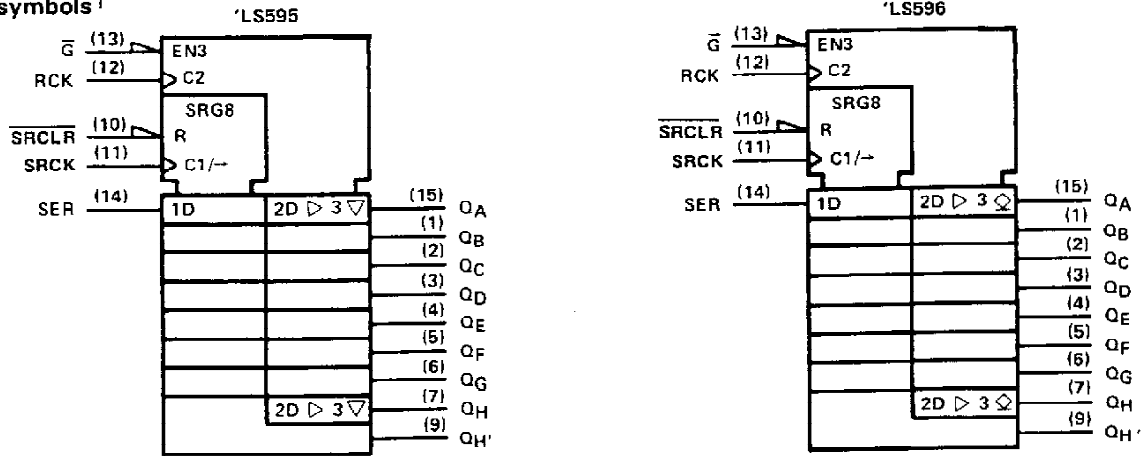 symbols†
'LS595
G̅ (13) EN3
RCK (12) C2
SRG8
S̅R̅C̅L̅R̅ (10) R
SRCK (11) C1/→
SER (14) 1D 2D ▷ 3 ▽ (15) QA
(1) QB
(2) QC
(3) QD
(4) QE
(5) QF
(6) QG
2D ▷ 3 ▽ (7) QH
(9) QH'
'LS596
G̅ (13) EN3
RCK (12) C2
SRG8
S̅R̅C̅L̅R̅ (10) R
SRCK (11) C1/→
SER (14) 1D 2D ▷ 3 ◇ (15) QA
(1) QB
(2) QC
(3) QD
(4) QE
(5) QF
(6) QG
2D ▷ 3 ◇ (7) QH
(9) QH'